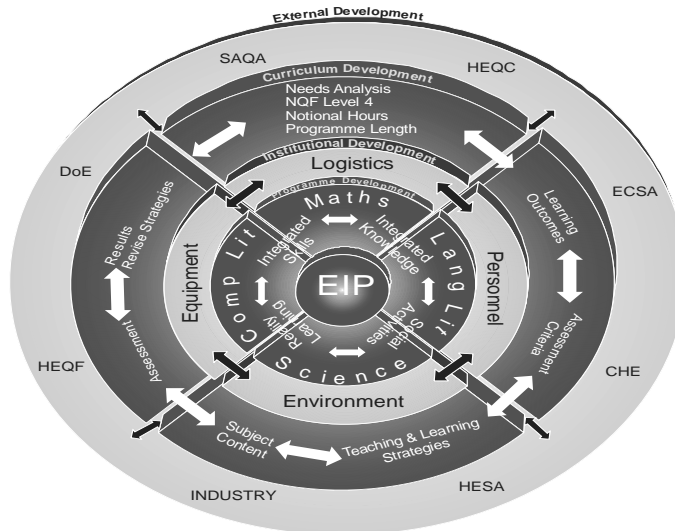 External Development
SAQA
HEQC
Curriculum Development
Needs Analysis
NQF Level 4
Notional Hours
Programme Length
Institutional Development
Logistics
DoE
ECSA
Programme Development
Maths
Results
Revise Strategies
Learning
Outcomes
Integrated
Skills
Integrated
Knowledge
Comp Lit
Lang Lit
Equipment
Personnel
EIP
Reality
Learning
Social
Activities
Science
Assessment
Assessment
Criteria
HEQF
CHE
Environment
Subject
Content
Teaching & Learning
Strategies
INDUSTRY
HESA